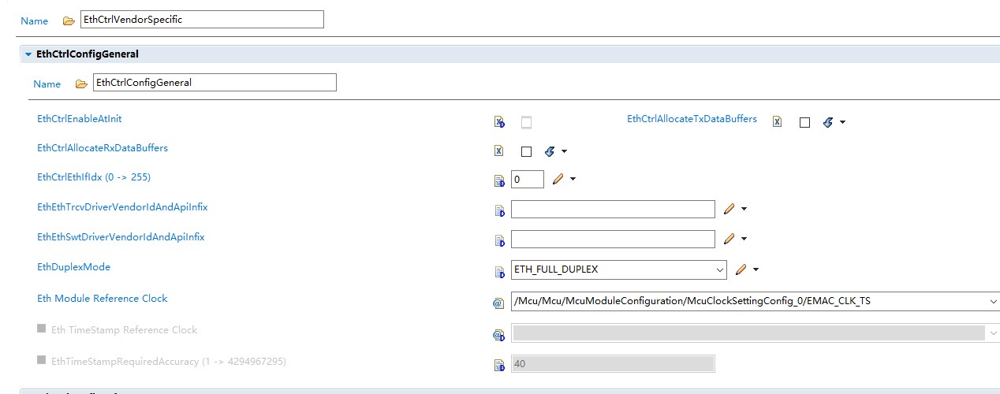 Name EthCtrlVendorSpecific
EthCtrlConfigGeneral
Name EthCtrlConfigGeneral
EthCtrlEnableAtInit EthCtrlAllocateTxDataBuffers
EthCtrlAllocateRxDataBuffers
EthCtrlEthIfIdx (0 -> 255) 0
EthEthTrcvDriverVendorIdAndApiInfix
EthEthSwtDriverVendorIdAndApiInfix
EthDuplexMode ETH_FULL_DUPLEX
Eth Module Reference Clock /Mcu/Mcu/McuModuleConfiguration/McuClockSettingConfig_0/EMAC_CLK_TS
Eth TimeStamp Reference Clock
EthTimeStampRequiredAccuracy (1 -> 4294967295) 40